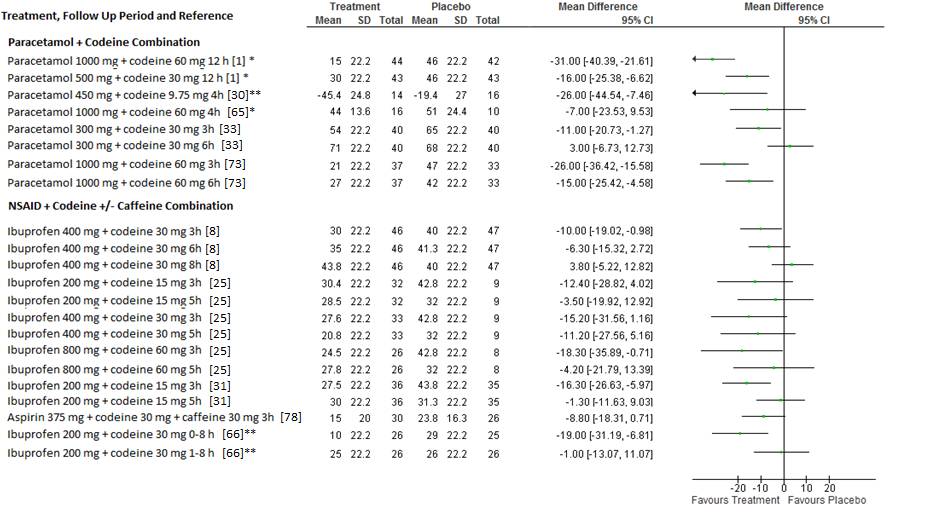 Treatment Placebo Mean Difference Mean Difference
Treatment, Follow Up Period and Reference Mean SD Total Mean SD Total 95% CI 95% CI
Paracetamol + Codeine Combination
Paracetamol 1000 mg + codeine 60 mg 12 h [1] * 15 22.2 44 46 22.2 42 -31.00 [-40.39, -21.61]
Paracetamol 500 mg + codeine 30 mg 12 h [1] * 30 22.2 43 46 22.2 43 -16.00 [-25.38, -6.62]
Paracetamol 450 mg + codeine 9.75 mg 4h [30]** -45.4 24.8 14 -19.4 27 16 -26.00 [-44.54, -7.46]
Paracetamol 1000 mg + codeine 60 mg 4h [65]* 44 13.6 16 51 24.4 10 -7.00 [-23.53, 9.53]
Paracetamol 300 mg + codeine 30 mg 3h [33] 54 22.2 40 65 22.2 40 -11.00 [-20.73, -1.27]
Paracetamol 300 mg + codeine 30 mg 6h [33] 71 22.2 40 68 22.2 40 3.00 [-6.73, 12.73]
Paracetamol 1000 mg + codeine 60 mg 3h [73] 21 22.2 37 47 22.2 33 -26.00 [-36.42, -15.58]
Paracetamol 1000 mg + codeine 60 mg 6h [73] 27 22.2 37 42 22.2 33 -15.00 [-25.42, -4.58]
NSAID + Codeine +/- Caffeine Combination
Ibuprofen 400 mg + codeine 30 mg 3h [8] 30 22.2 46 40 22.2 47 -10.00 [-19.02, -0.98]
Ibuprofen 400 mg + codeine 30 mg 6h [8] 35 22.2 46 41.3 22.2 47 -6.30 [-15.32, 2.72]
Ibuprofen 400 mg + codeine 30 mg 8h [8] 43.8 22.2 46 40 22.2 47 3.80 [-5.22, 12.82]
Ibuprofen 200 mg + codeine 15 mg 3h [25] 30.4 22.2 32 42.8 22.2 9 -12.40 [-28.82, 4.02]
Ibuprofen 200 mg + codeine 15 mg 5h [25] 28.5 22.2 32 32 22.2 9 -3.50 [-19.92, 12.92]
Ibuprofen 400 mg + codeine 30 mg 3h [25] 27.6 22.2 33 42.8 22.2 9 -15.20 [-31.56, 1.16]
Ibuprofen 400 mg + codeine 30 mg 5h [25] 20.8 22.2 33 32 22.2 9 -11.20 [-27.56, 5.16]
Ibuprofen 800 mg + codeine 60 mg 3h [25] 24.5 22.2 26 42.8 22.2 8 -18.30 [-35.89, -0.71]
Ibuprofen 800 mg + codeine 60 mg 5h [25] 27.8 22.2 26 32 22.2 8 -4.20 [-21.79, 13.39]
Ibuprofen 200 mg + codeine 15 mg 3h [31] 27.5 22.2 36 43.8 22.2 35 -16.30 [-26.63, -5.97]
Ibuprofen 200 mg + codeine 15 mg 5h [31] 30 22.2 36 31.3 22.2 35 -1.30 [-11.63, 9.03]
Aspirin 375 mg + codeine 30 mg + caffeine 30 mg 3h [78] 15 20 30 23.8 16.3 26 -8.80 [-18.31, 0.71]
Ibuprofen 200 mg + codeine 30 mg 0-8 h [66]** 10 22.2 26 29 22.2 25 -19.00 [-31.19, -6.81]
Ibuprofen 200 mg + codeine 30 mg 1-8 h [66]** 25 22.2 26 26 22.2 26 -1.00 [-13.07, 11.07]
-20 -10 0 10 20
Favours Treatment Favours Placebo